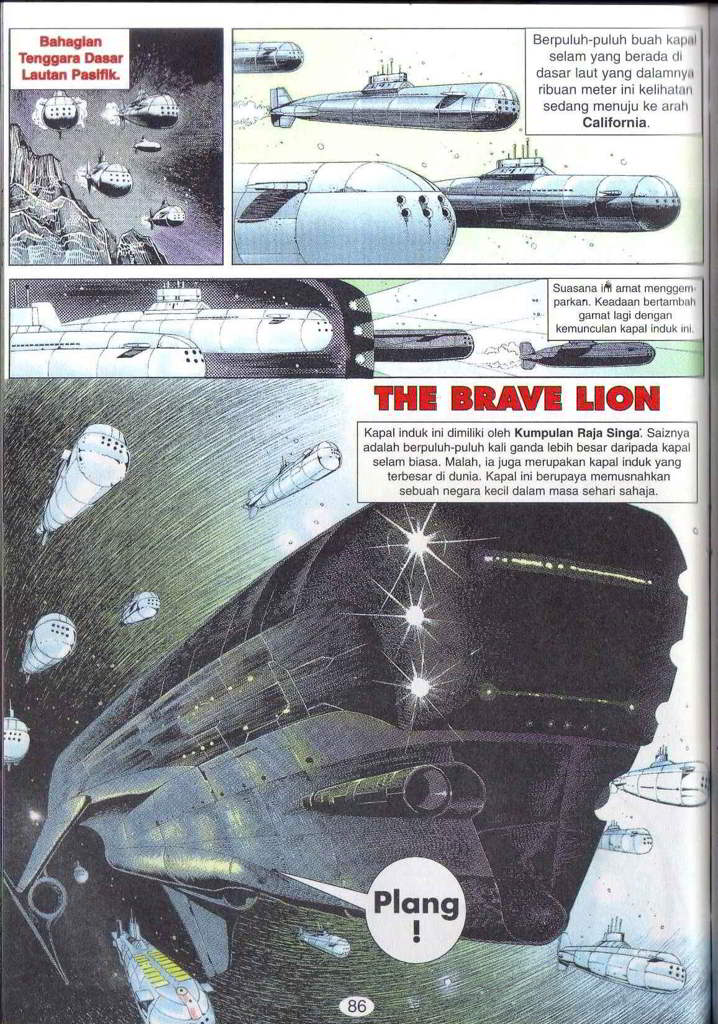 Bahagian
Tenggara Dasar
Lautan Pasifik.
Berpuluh-puluh buah kapal
selam yang berada di
dasar laut yang dalamnya
ribuan meter ini kelihatan
sedang menuju ke arah
California.
Suasana ini amat menggem-
parkan. Keadaan bertambah
gamat lagi dengan
kemunculan kapal induk ini.
THE BRAVE LION
Kapal induk ini dimiliki oleh Kumpulan Raja Singa. Saiznya
adalah berpuluh-puluh kali ganda lebih besar daripada kapal
selam biasa. Malah, ia juga merupakan kapal induk yang
terbesar di dunia. Kapal ini berupaya memusnahkan
sebuah negara kecil dalam masa sehari sahaja.
Plang
!
86